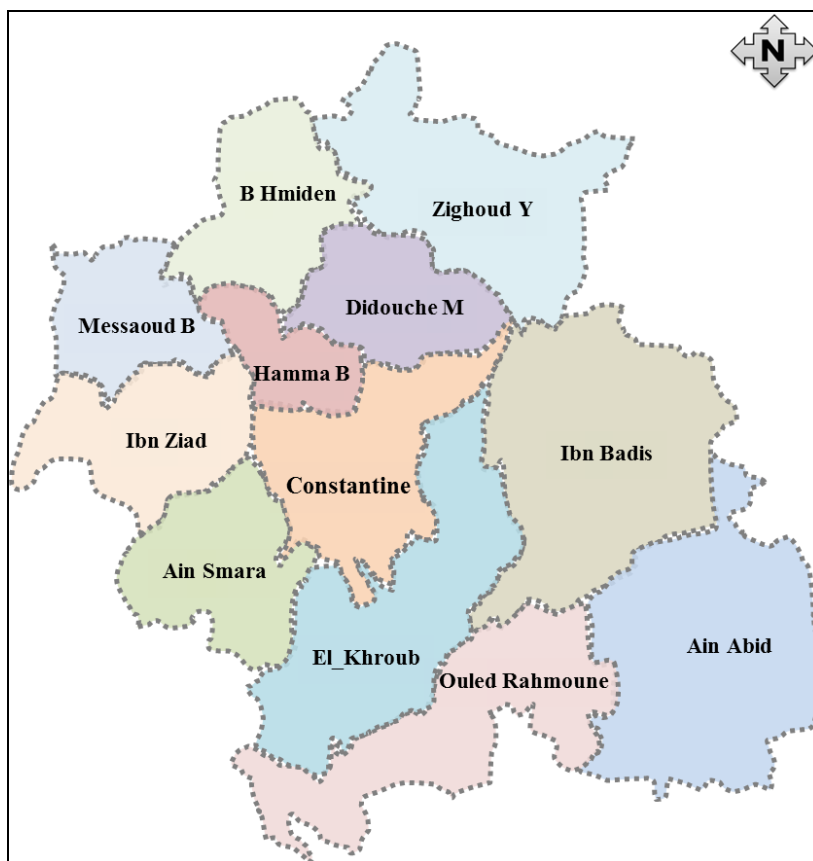 N
B Hmiden
Zighoud Y
Didouche M
Messaoud B
Hamma B
Ibn Ziad
Ibn Badis
Constantine
Ain Smara
Ain Abid
El_Khroub
Ouled Rahmoune